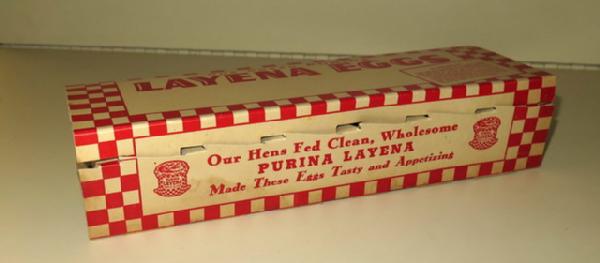 LAYENA EGGS
Our Hens Fed Clean, Wholesome
PURINA LAYENA
Made These Eggs Tasty and Appetizing